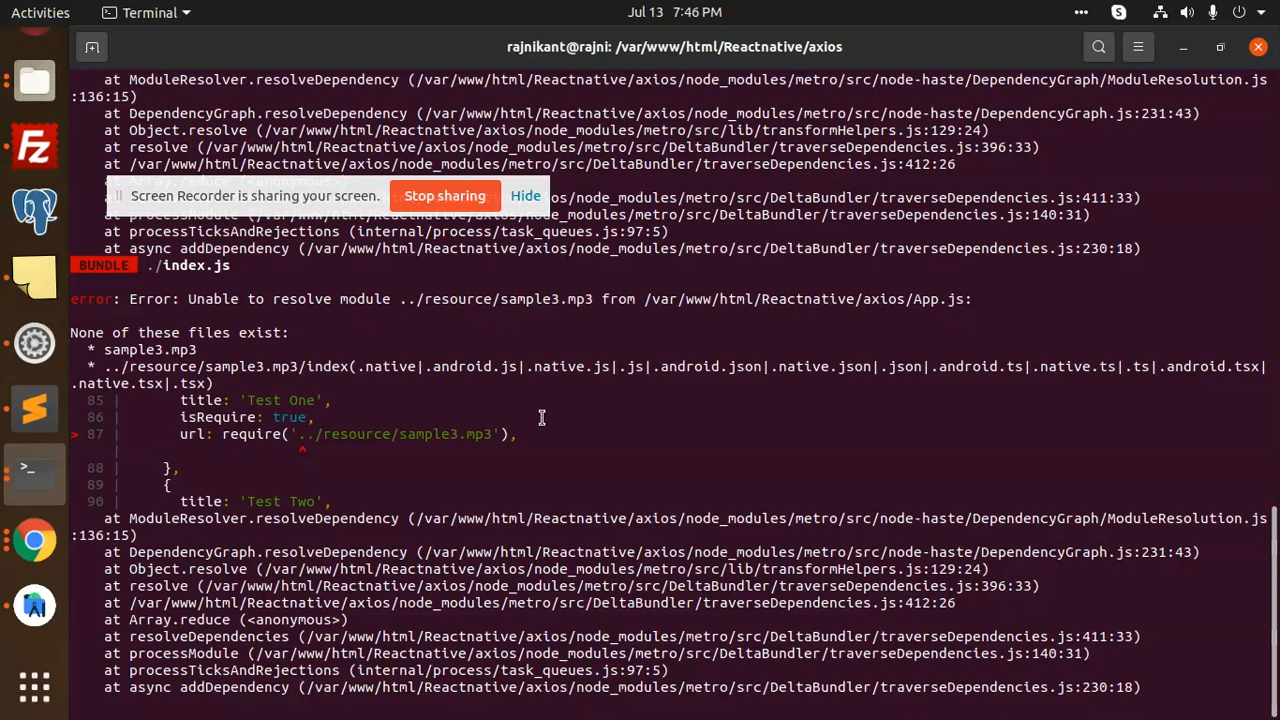 Activities
Terminal
Jul 13 7:46 PM
rajnikant@rajni: /var/www/html/Reactnative/axios
at ModuleResolver.resolveDependency (/var/www/html/Reactnative/axios/node_modules/metro/src/node-haste/DependencyGraph/ModuleResolution.js
:136:15)
at DependencyGraph.resolveDependency (/var/www/html/Reactnative/axios/node_modules/metro/src/node-haste/DependencyGraph.js:231:43)
at Object.resolve (/var/www/html/Reactnative/axios/node_modules/metro/src/lib/transformHelpers.js:129:24)
at resolve (/var/www/html/Reactnative/axios/node_modules/metro/src/DeltaBundler/traverseDependencies.js:396:33)
at /var/www/html/Reactnative/axios/node_modules/metro/src/DeltaBundler/traverseDependencies.js:412:26
at Array.reduce (<anonymous>)
Screen Recorder is sharing your screen. Stop sharing Hide
s/node_modules/metro/src/DeltaBundler/traverseDependencies.js:411:33)
at processModule (/var/www/html/Reactnative/axios/node_modules/metro/src/DeltaBundler/traverseDependencies.js:140:31)
at processTicksAndRejections (internal/process/task_queues.js:97:5)
at async addDependency (/var/www/html/Reactnative/axios/node_modules/metro/src/DeltaBundler/traverseDependencies.js:230:18)
BUNDLE ./index.js
error: Error: Unable to resolve module ../resource/sample3.mp3 from /var/www/html/Reactnative/axios/App.js:
None of these files exist:
* sample3.mp3
* ../resource/sample3.mp3/index(.native|.android.js|.native.js|.js|.android.json|.native.json|.json|.android.ts|.native.ts|.ts|.android.tsx|
.native.tsx|.tsx)
85 | title: 'Test One',
86 | isRequire: true,
> 87 | url: require('../resource/sample3.mp3'),
| ^
88 | },
89 | {
90 | title: 'Test Two',
at ModuleResolver.resolveDependency (/var/www/html/Reactnative/axios/node_modules/metro/src/node-haste/DependencyGraph/ModuleResolution.js
:136:15)
at DependencyGraph.resolveDependency (/var/www/html/Reactnative/axios/node_modules/metro/src/node-haste/DependencyGraph.js:231:43)
at Object.resolve (/var/www/html/Reactnative/axios/node_modules/metro/src/lib/transformHelpers.js:129:24)
at resolve (/var/www/html/Reactnative/axios/node_modules/metro/src/DeltaBundler/traverseDependencies.js:396:33)
at /var/www/html/Reactnative/axios/node_modules/metro/src/DeltaBundler/traverseDependencies.js:412:26
at Array.reduce (<anonymous>)
at resolveDependencies (/var/www/html/Reactnative/axios/node_modules/metro/src/DeltaBundler/traverseDependencies.js:411:33)
at processModule (/var/www/html/Reactnative/axios/node_modules/metro/src/DeltaBundler/traverseDependencies.js:140:31)
at processTicksAndRejections (internal/process/task_queues.js:97:5)
at async addDependency (/var/www/html/Reactnative/axios/node_modules/metro/src/DeltaBundler/traverseDependencies.js:230:18)